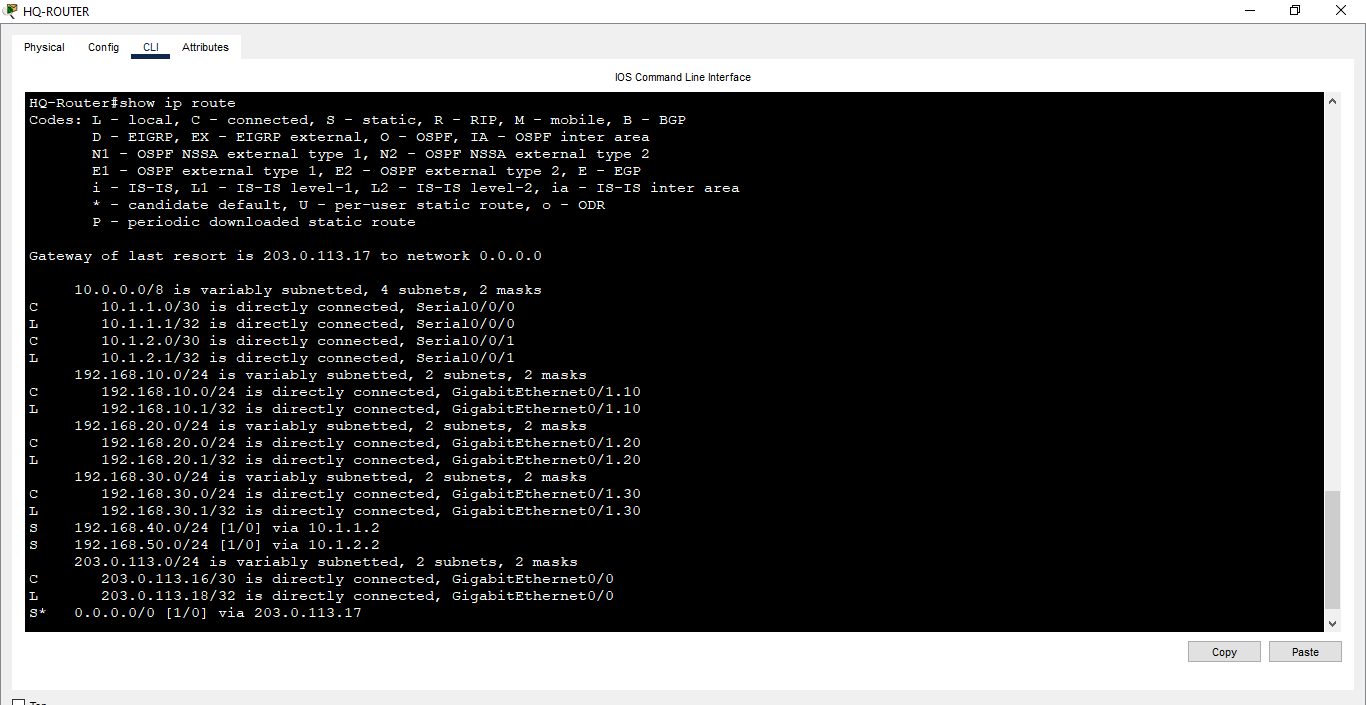 HQ-ROUTER
Physical Config CLI Attributes
IOS Command Line Interface
HQ-Router#show ip route
Codes: L - local, C - connected, S - static, R - RIP, M - mobile, B - BGP
D - EIGRP, EX - EIGRP external, O - OSPF, IA - OSPF inter area
N1 - OSPF NSSA external type 1, N2 - OSPF NSSA external type 2
E1 - OSPF external type 1, E2 - OSPF external type 2, E - EGP
i - IS-IS, L1 - IS-IS level-1, L2 - IS-IS level-2, ia - IS-IS inter area
* - candidate default, U - per-user static route, o - ODR
P - periodic downloaded static route
Gateway of last resort is 203.0.113.17 to network 0.0.0.0
10.0.0.0/8 is variably subnetted, 4 subnets, 2 masks
C 10.1.1.0/30 is directly connected, Serial0/0/0
L 10.1.1.1/32 is directly connected, Serial0/0/0
C 10.1.2.0/30 is directly connected, Serial0/0/1
L 10.1.2.1/32 is directly connected, Serial0/0/1
192.168.10.0/24 is variably subnetted, 2 subnets, 2 masks
C 192.168.10.0/24 is directly connected, GigabitEthernet0/1.10
L 192.168.10.1/32 is directly connected, GigabitEthernet0/1.10
192.168.20.0/24 is variably subnetted, 2 subnets, 2 masks
C 192.168.20.0/24 is directly connected, GigabitEthernet0/1.20
L 192.168.20.1/32 is directly connected, GigabitEthernet0/1.20
192.168.30.0/24 is variably subnetted, 2 subnets, 2 masks
C 192.168.30.0/24 is directly connected, GigabitEthernet0/1.30
L 192.168.30.1/32 is directly connected, GigabitEthernet0/1.30
S 192.168.40.0/24 [1/0] via 10.1.1.2
S 192.168.50.0/24 [1/0] via 10.1.2.2
203.0.113.0/24 is variably subnetted, 2 subnets, 2 masks
C 203.0.113.16/30 is directly connected, GigabitEthernet0/0
L 203.0.113.18/32 is directly connected, GigabitEthernet0/0
S* 0.0.0.0/0 [1/0] via 203.0.113.17
Copy Paste